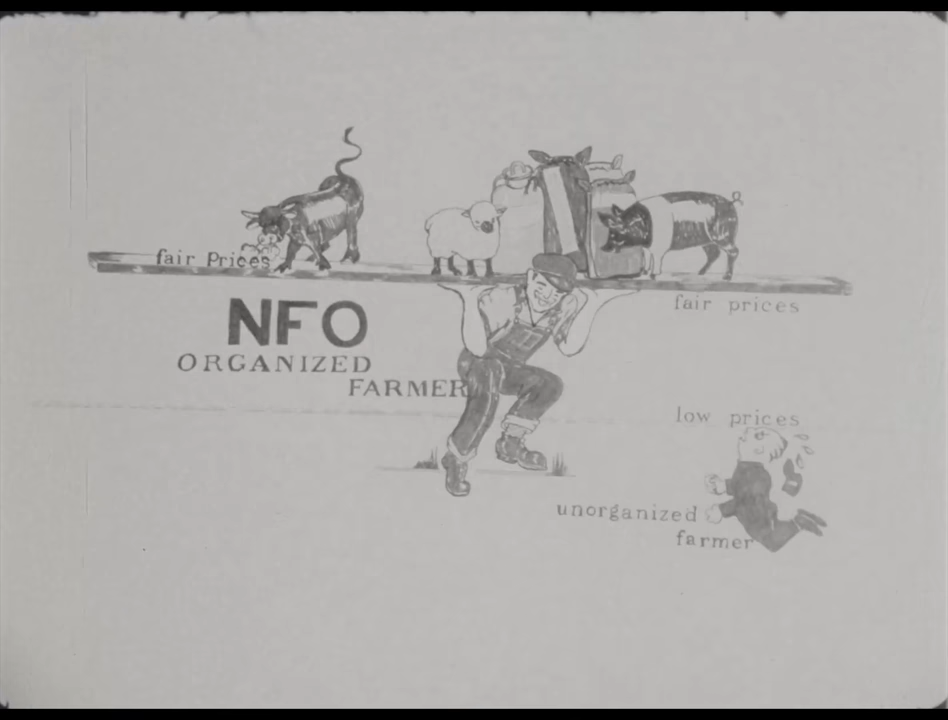 fair Prices
fair prices
NFO
ORGANIZED
FARMER
low prices
unorganized
farmer